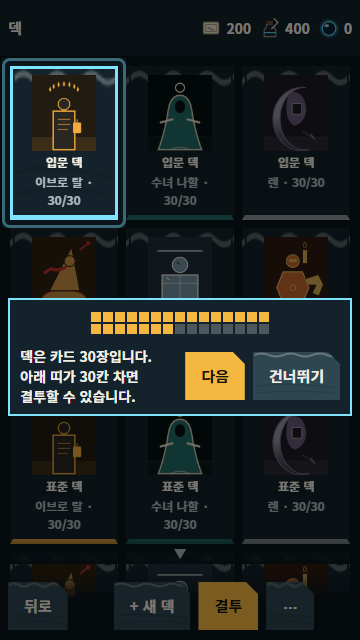 덱 200 400 0
입문 덱 입문 덱 입문 덱
이브로 탈 · 수녀 나할 · 렌 · 30/30
30/30 30/30
덱은 카드 30장입니다.
아래 띠가 30칸 차면
결투할 수 있습니다.
다음 건너뛰기
표준 덱 표준 덱 표준 덱
이브로 탈 · 수녀 나할 · 렌 · 30/30
30/30 30/30
뒤로 + 새 덱 결투 ...